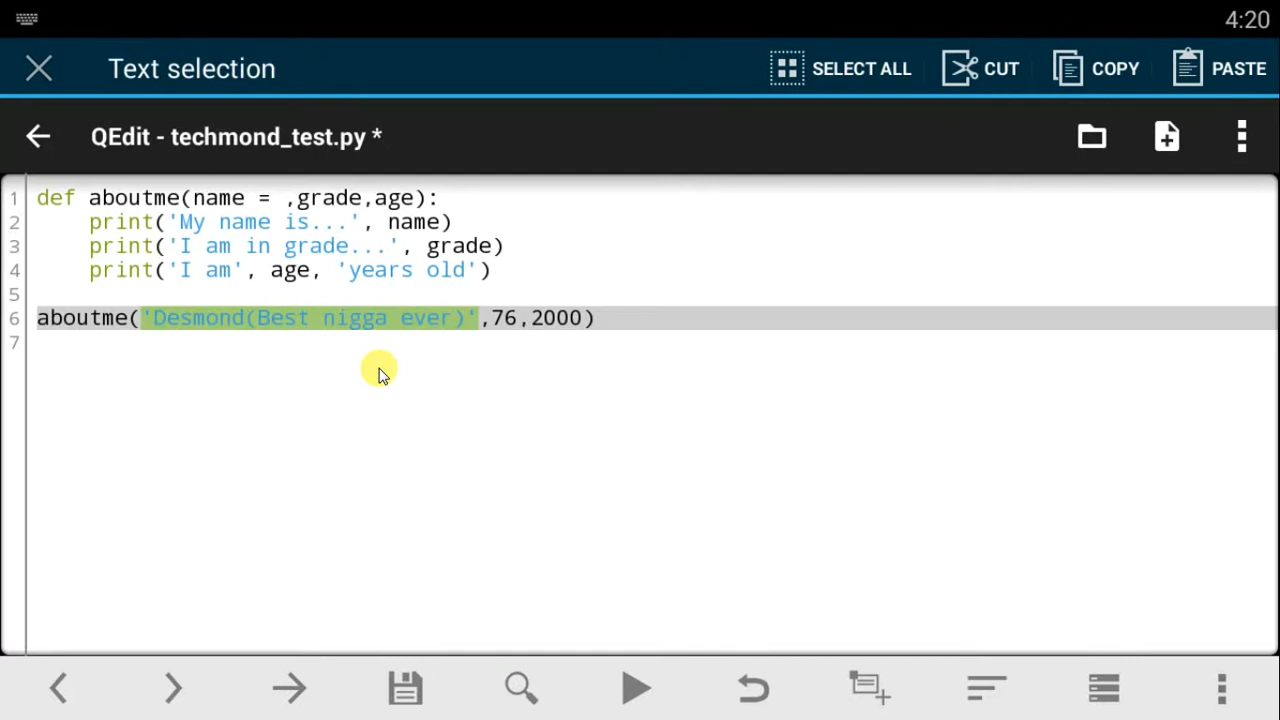 4:20
Text selection
SELECT ALL
CUT
COPY
PASTE
QEdit - techmond_test.py *
1 def aboutme(name = ,grade,age):
2     print('My name is...', name)
3     print('I am in grade...', grade)
4     print('I am', age, 'years old')
5
6 aboutme('Desmond(Best nigga ever)',76,2000)
7